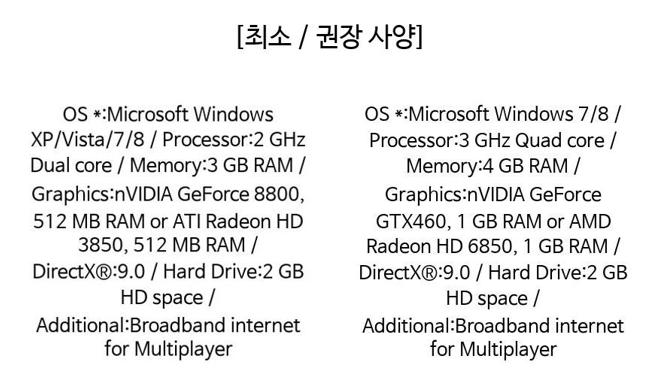 [최소 / 권장 사양]
OS *:Microsoft Windows
XP/Vista/7/8 / Processor:2 GHz
Dual core / Memory:3 GB RAM /
Graphics:nVIDIA GeForce 8800,
512 MB RAM or ATI Radeon HD
3850, 512 MB RAM /
DirectX®:9.0 / Hard Drive:2 GB
HD space /
Additional:Broadband internet
for Multiplayer
OS *:Microsoft Windows 7/8 /
Processor:3 GHz Quad core /
Memory:4 GB RAM /
Graphics:nVIDIA GeForce
GTX460, 1 GB RAM or AMD
Radeon HD 6850, 1 GB RAM /
DirectX®:9.0 / Hard Drive:2 GB
HD space /
Additional:Broadband internet
for Multiplayer